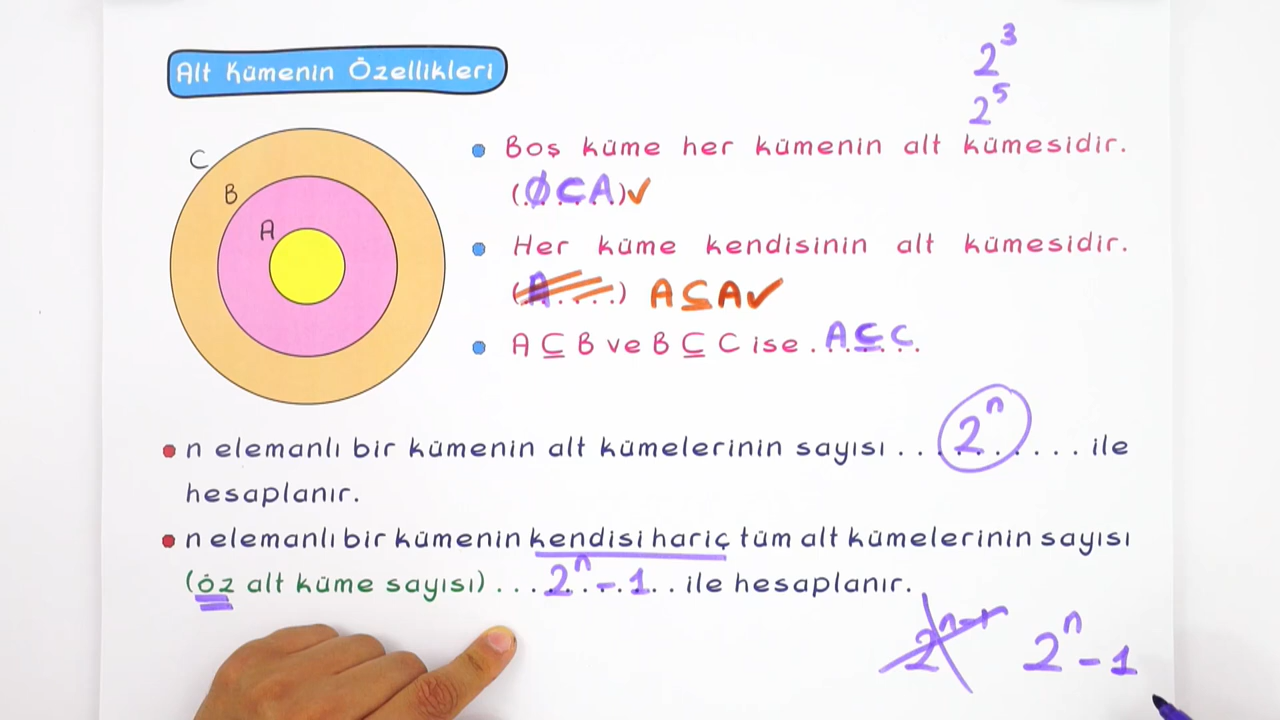 Alt Kümenin Özellikleri
2³
2⁵
C
B
A
Boş küme her kümenin alt kümesidir.
(∅⊂A)✓
Her küme kendisinin alt kümesidir.
(A....) A⊆A✓
A ⊆ B ve B ⊆ C ise .A⊆C.
n elemanlı bir kümenin alt kümelerinin sayısı ...2ⁿ.... ile
hesaplanır.
n elemanlı bir kümenin kendisi hariç tüm alt kümelerinin sayısı
(öz alt küme sayısı) ...2ⁿ-1.. ile hesaplanır.
2ⁿ⁻¹ 2ⁿ-1